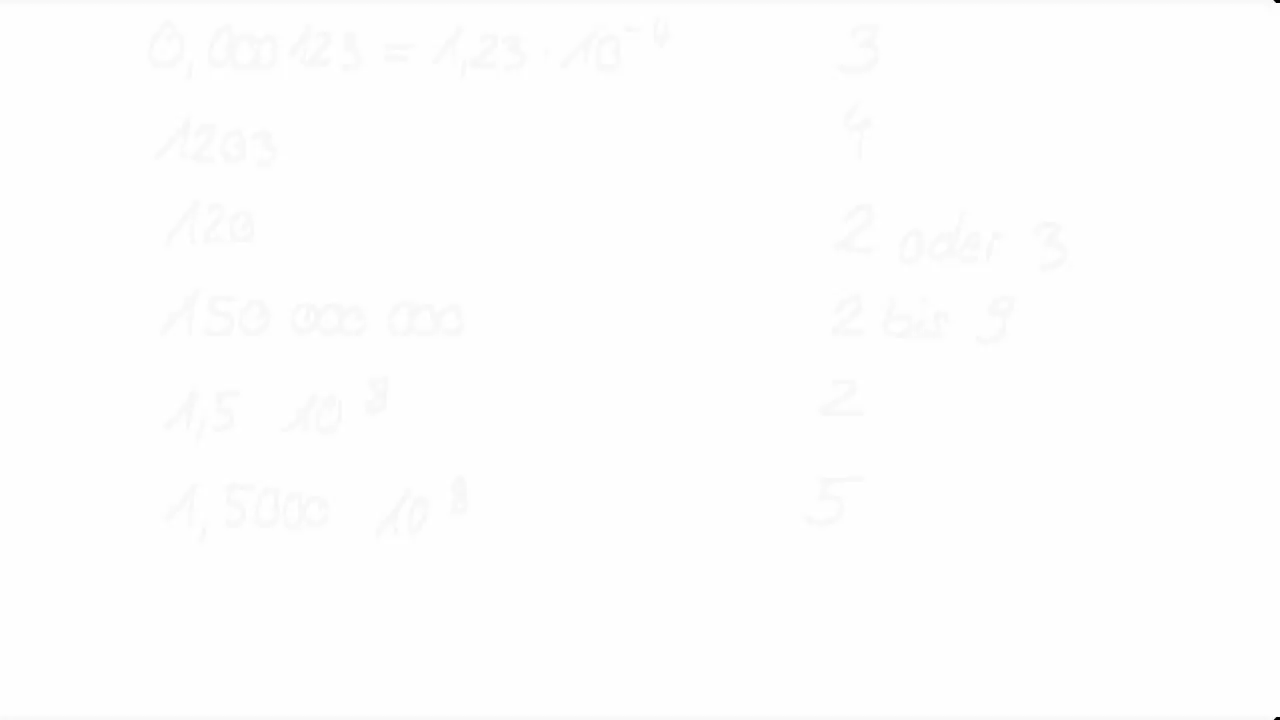 0,000123 = 1,23 · 10⁻⁴ 3
1203 4
120 2 oder 3
150 000 000 2 bis 9
1,5 10⁸ 2
1,5000 10⁸ 5